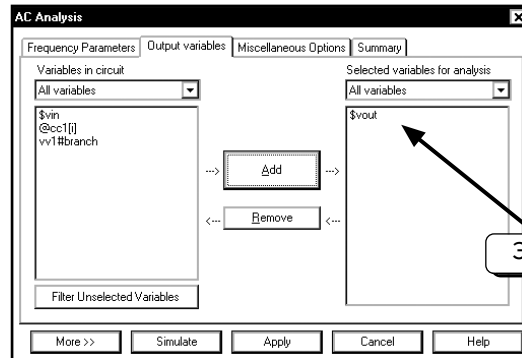 AC Analysis
Frequency Parameters
Output variables
Miscellaneous Options
Summary
Variables in circuit
Selected variables for analysis
All variables
All variables
$vin
@cc1[i]
vv1#branch
$vout
--->
Add
--->
<---
Remove
<---
Filter Unselected Variables
More >>
Simulate
Apply
Cancel
Help